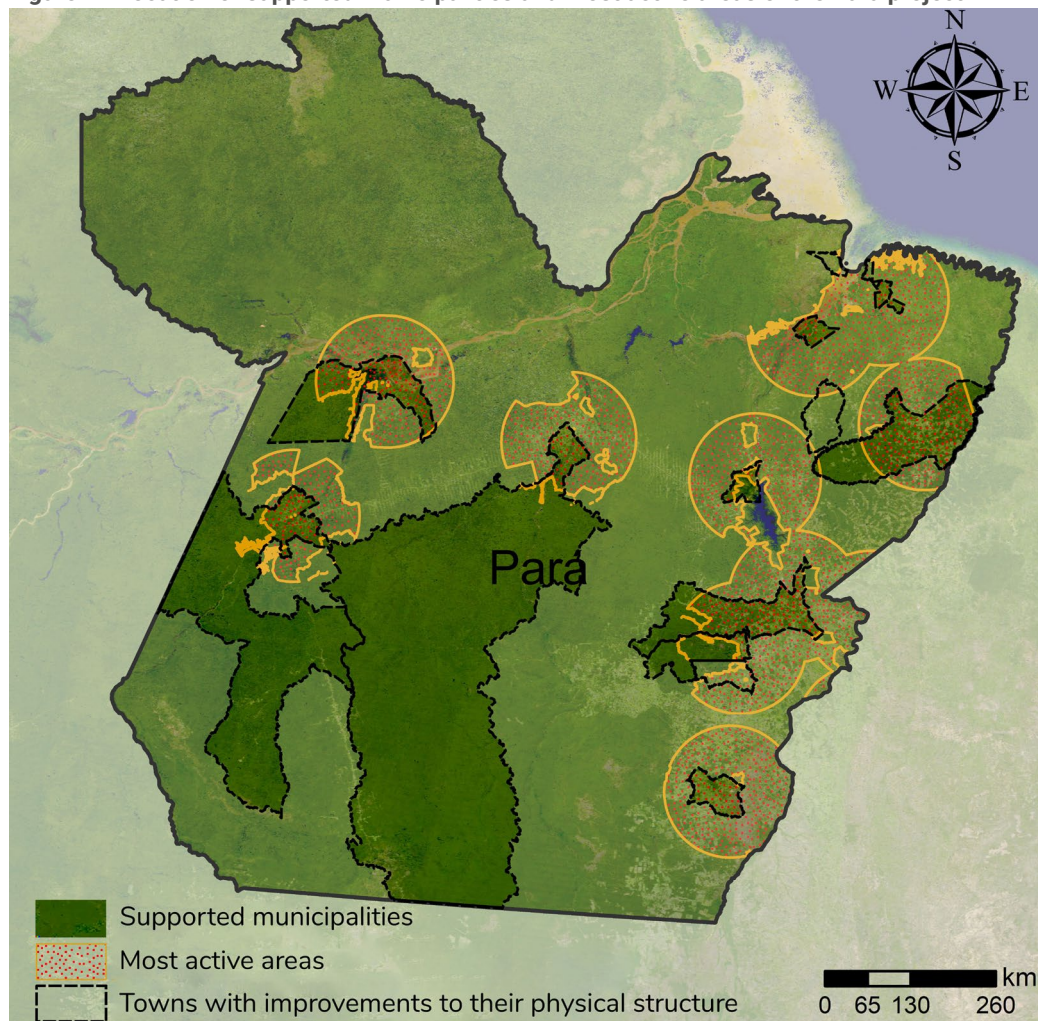 N
W E
S
Para
Supported municipalities
Most active areas
Towns with improvements to their physical structure
km
0 65 130 260